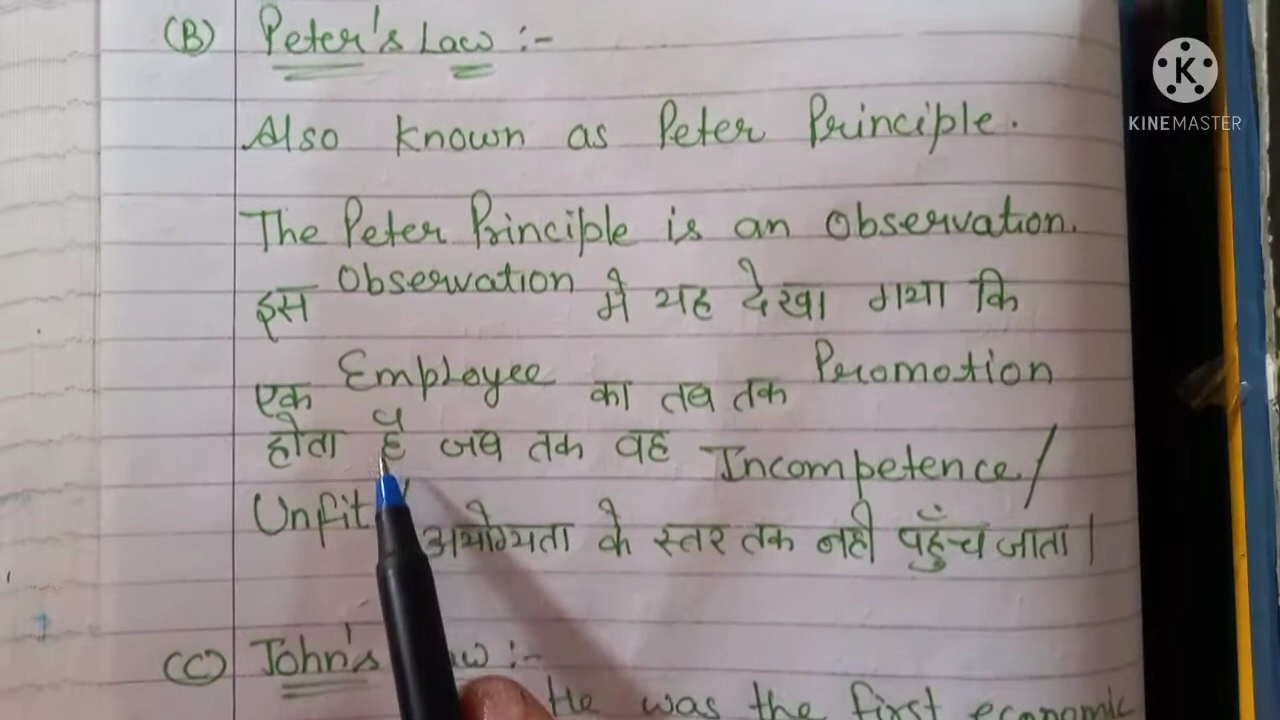 (B) Peter's Law :-
Also known as Peter Principle.
The Peter Principle is an Observation.
इस Observation में यह देखा गया कि
एक Employee का तब तक Promotion
होता है जब तक वह Incompetence/
Unfit/ अयोग्यता के स्तर तक नही पहुँच जाता।
(C) John's :-
He was the first economic
K
KINEMASTER